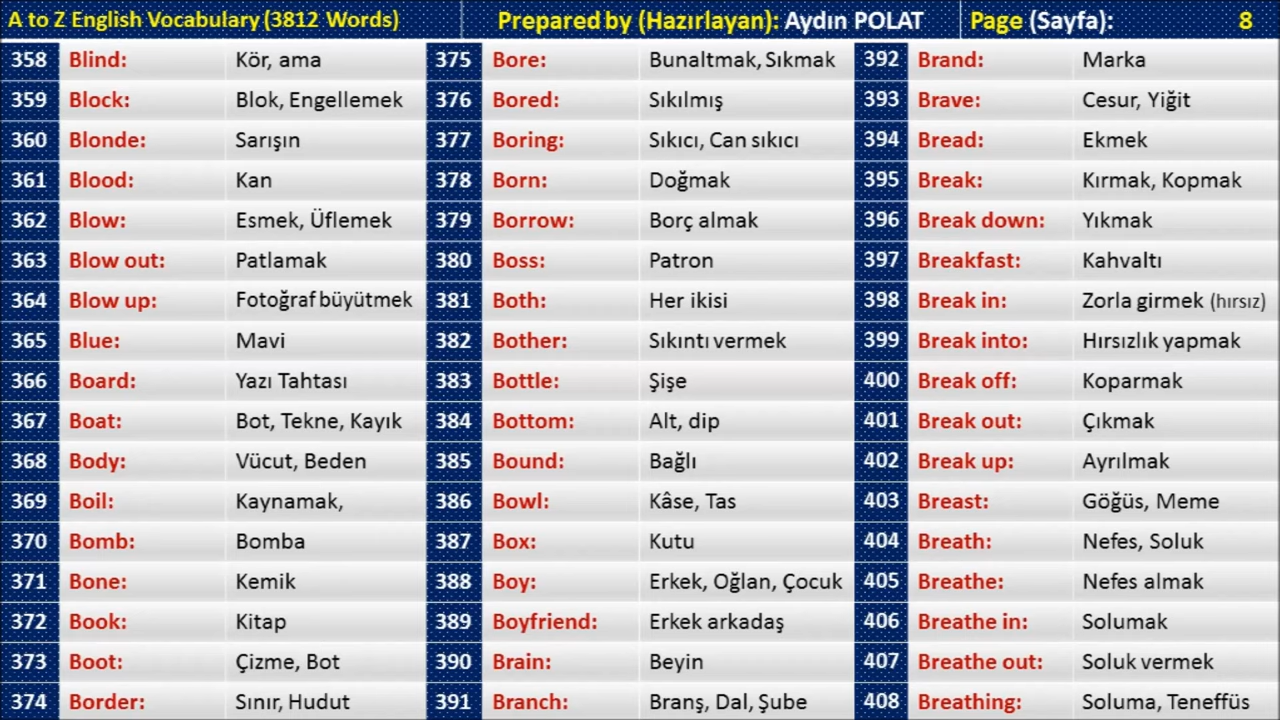 A to Z English Vocabulary (3812 Words) Prepared by (Hazırlayan): Aydın POLAT Page (Sayfa): 8
358 Blind: Kör, ama
359 Block: Blok, Engellemek
360 Blonde: Sarışın
361 Blood: Kan
362 Blow: Esmek, Üflemek
363 Blow out: Patlamak
364 Blow up: Fotoğraf büyütmek
365 Blue: Mavi
366 Board: Yazı Tahtası
367 Boat: Bot, Tekne, Kayık
368 Body: Vücut, Beden
369 Boil: Kaynamak,
370 Bomb: Bomba
371 Bone: Kemik
372 Book: Kitap
373 Boot: Çizme, Bot
374 Border: Sınır, Hudut
375 Bore: Bunaltmak, Sıkmak
376 Bored: Sıkılmış
377 Boring: Sıkıcı, Can sıkıcı
378 Born: Doğmak
379 Borrow: Borç almak
380 Boss: Patron
381 Both: Her ikisi
382 Bother: Sıkıntı vermek
383 Bottle: Şişe
384 Bottom: Alt, dip
385 Bound: Bağlı
386 Bowl: Kâse, Tas
387 Box: Kutu
388 Boy: Erkek, Oğlan, Çocuk
389 Boyfriend: Erkek arkadaş
390 Brain: Beyin
391 Branch: Branş, Dal, Şube
392 Brand: Marka
393 Brave: Cesur, Yiğit
394 Bread: Ekmek
395 Break: Kırmak, Kopmak
396 Break down: Yıkmak
397 Breakfast: Kahvaltı
398 Break in: Zorla girmek (hırsız)
399 Break into: Hırsızlık yapmak
400 Break off: Koparmak
401 Break out: Çıkmak
402 Break up: Ayrılmak
403 Breast: Göğüs, Meme
404 Breath: Nefes, Soluk
405 Breathe: Nefes almak
406 Breathe in: Solumak
407 Breathe out: Soluk vermek
408 Breathing: Soluma, Teneffüs